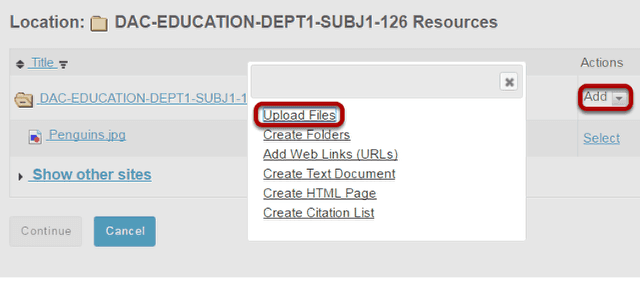 Location: DAC-EDUCATION-DEPT1-SUBJ1-126 Resources
Title Actions
DAC-EDUCATION-DEPT1-SUBJ1-1 Add
Upload Files
Create Folders
Penguins.jpg Select
Add Web Links (URLs)
Create Text Document
Show other sites
Create HTML Page
Create Citation List
Continue Cancel